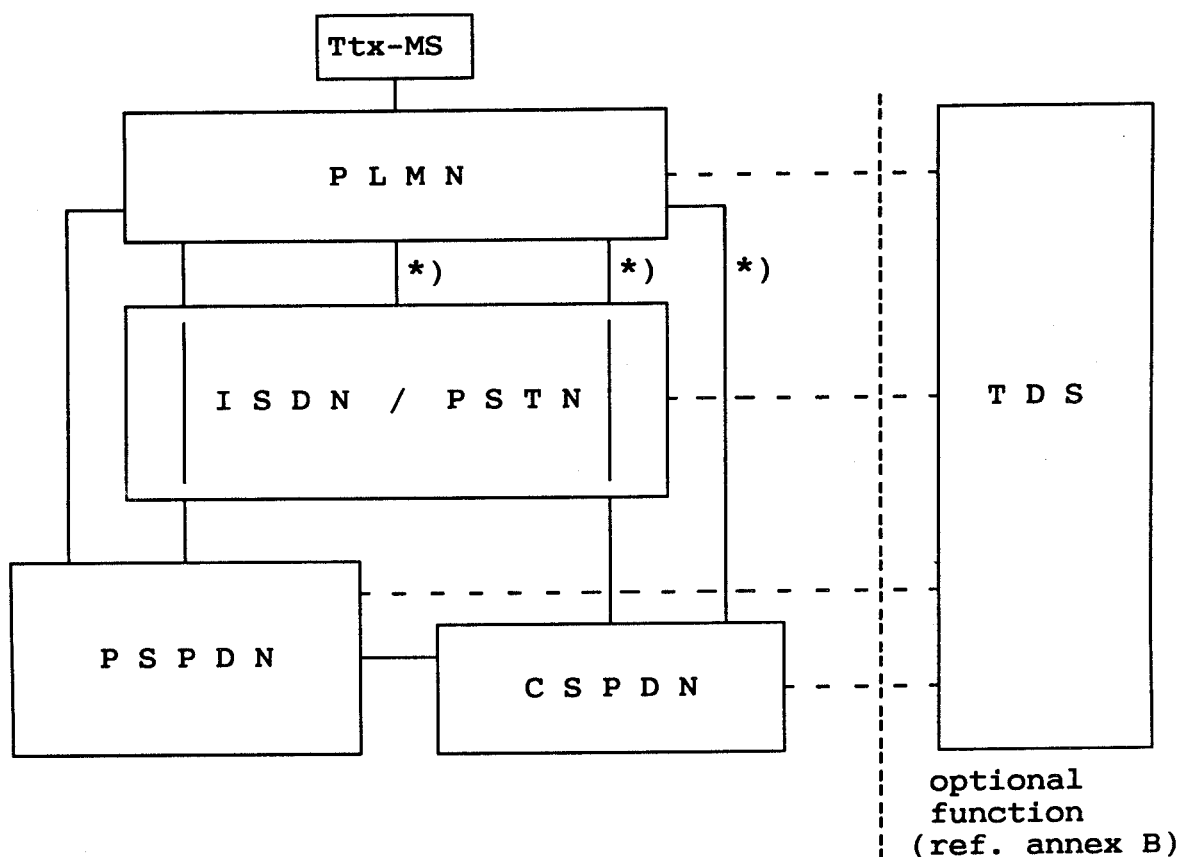 Ttx-MS
P L M N
*) *) *)
I S D N / P S T N
T D S
P S P D N
C S P D N
optional
function
(ref. annex B)